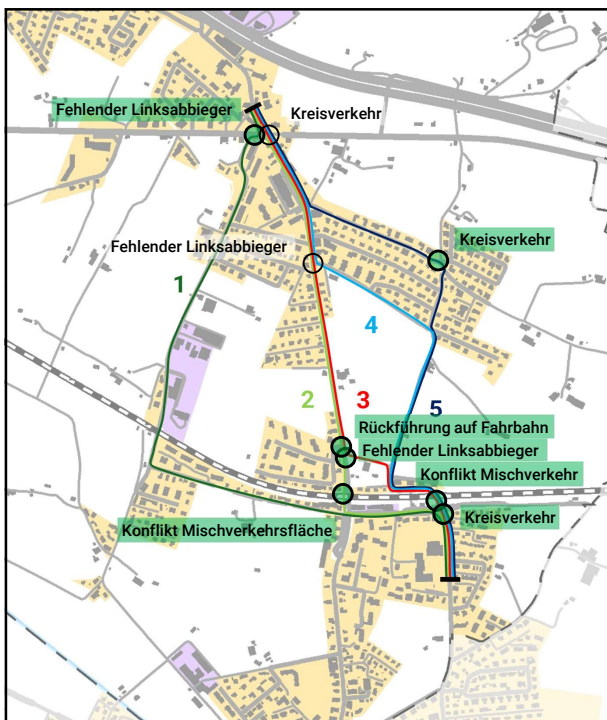 Fehlender Linksabbieger
Kreisverkehr
Fehlender Linksabbieger
Kreisverkehr
1
4
2
3
5
Rückführung auf Fahrbahn
Fehlender Linksabbieger
Konflikt Mischverkehr
Kreisverkehr
Konflikt Mischverkehrsfläche